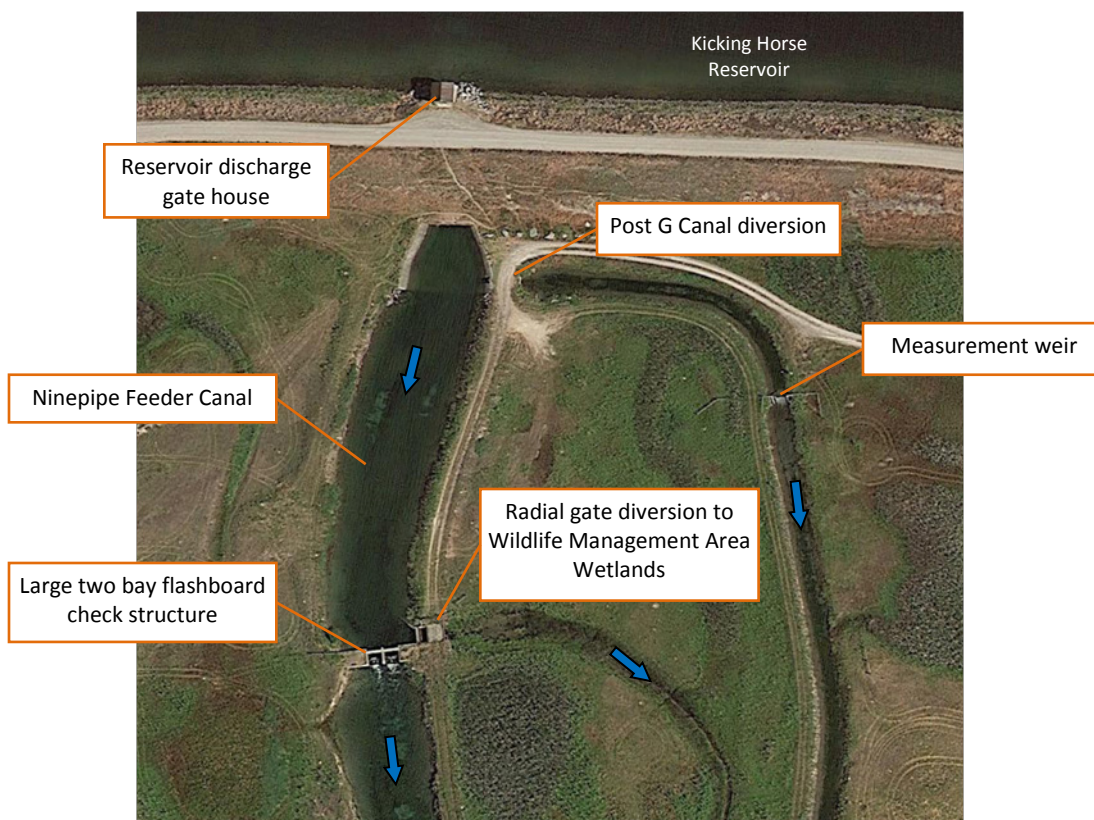 Kicking Horse
Reservoir
Reservoir discharge
gate house
Post G Canal diversion
Measurement weir
Ninepipe Feeder Canal
Radial gate diversion to
Wildlife Management Area
Wetlands
Large two bay flashboard
check structure